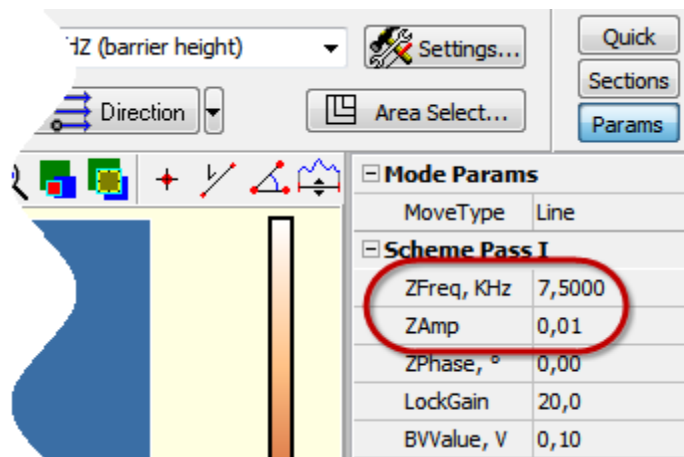 HZ (barrier height)
Settings...
Quick
Sections
Direction
Area Select...
Params
Mode Params
MoveType Line
Scheme Pass I
ZFreq, KHz 7,5000
ZAmp 0,01
ZPhase, ° 0,00
LockGain 20,0
BVValue, V 0,10